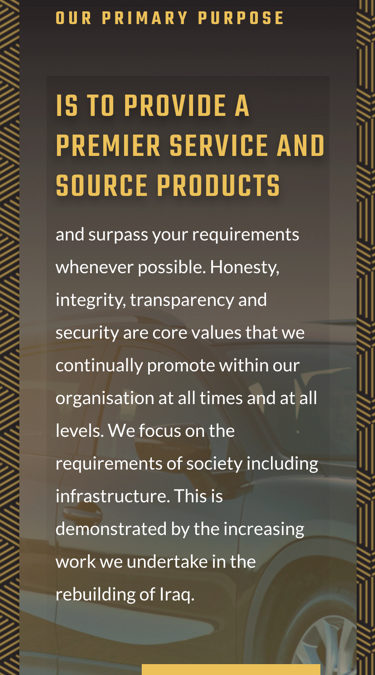 OUR PRIMARY PURPOSE
IS TO PROVIDE A
PREMIER SERVICE AND
SOURCE PRODUCTS
and surpass your requirements
whenever possible. Honesty,
integrity, transparency and
security are core values that we
continually promote within our
organisation at all times and at all
levels. We focus on the
requirements of society including
infrastructure. This is
demonstrated by the increasing
work we undertake in the
rebuilding of Iraq.